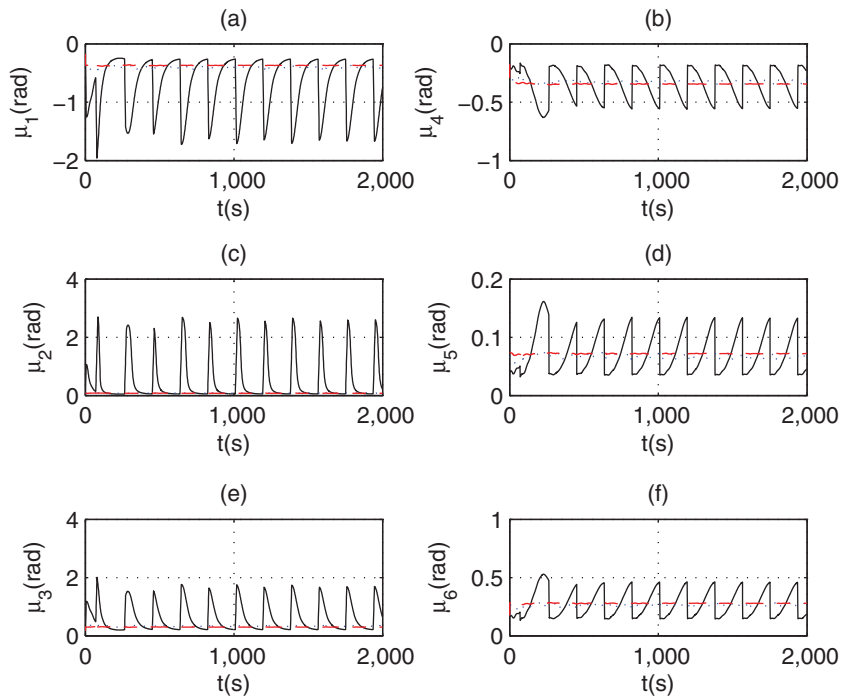 (a)
0
−1
−2
μ1(rad)
0
1,000
2,000
t(s)
(b)
0
−0.5
−1
μ4(rad)
0
1,000
2,000
t(s)
(c)
4
2
0
μ2(rad)
0
1,000
2,000
t(s)
(d)
0.2
0.1
0
μ5(rad)
0
1,000
2,000
t(s)
(e)
4
2
0
μ3(rad)
0
1,000
2,000
t(s)
(f)
1
0.5
0
μ6(rad)
0
1,000
2,000
t(s)